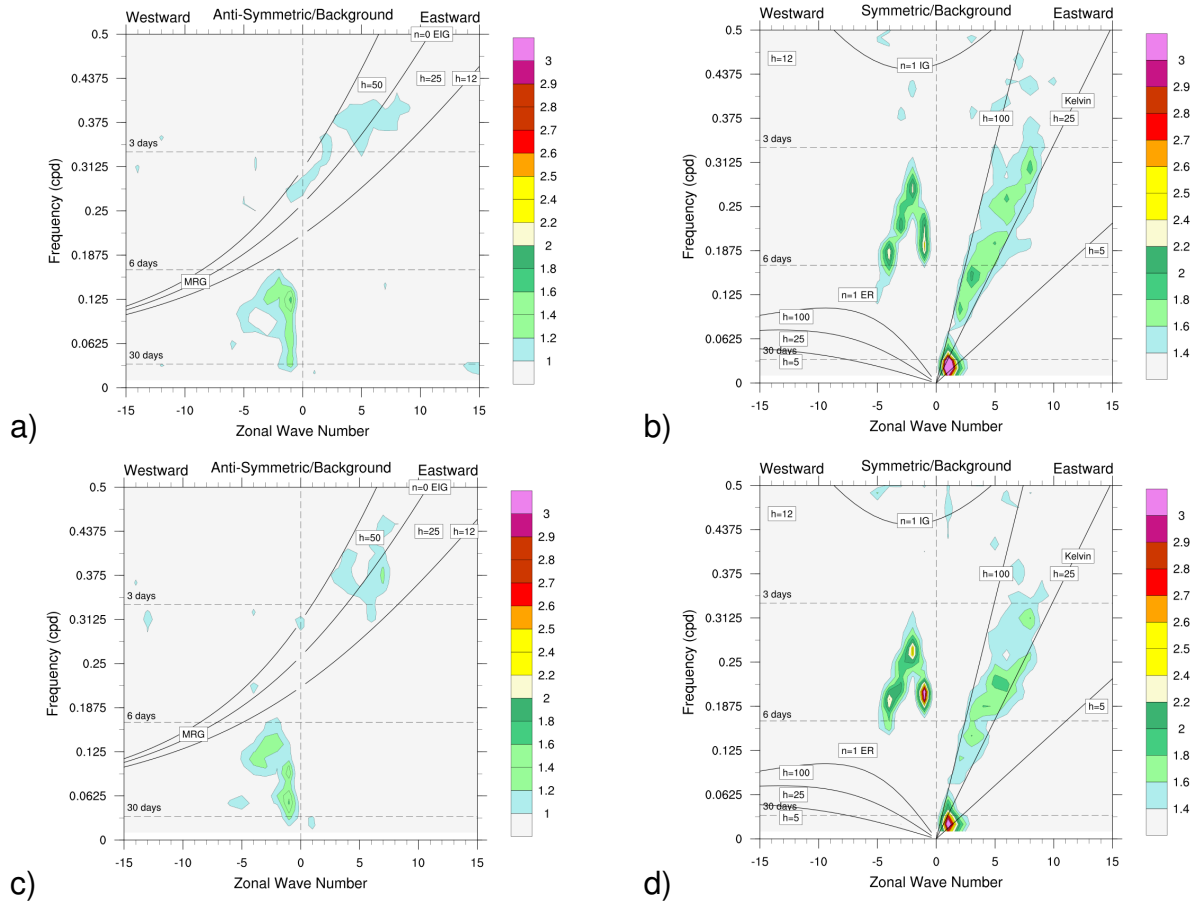 Westward Anti-Symmetric/Background Eastward
0.5
0.4375
0.375
0.3125
0.25
0.1875
0.125
0.0625
0
Frequency (cpd)
n=0 EIG
h=50
h=25
h=12
3 days
6 days
MRG
30 days
-15 -10 -5 0 5 10 15
Zonal Wave Number
3
2.9
2.8
2.7
2.6
2.5
2.4
2.2
2
1.8
1.6
1.4
1.2
1
a)
Westward Symmetric/Background Eastward
0.5
0.4375
0.375
0.3125
0.25
0.1875
0.125
0.0625
0
Frequency (cpd)
h=12
n=1 IG
Kelvin
h=100
h=25
3 days
h=5
6 days
n=1 ER
h=100
h=25
30 days
h=5
-15 -10 -5 0 5 10 15
Zonal Wave Number
3
2.9
2.8
2.7
2.6
2.5
2.4
2.2
2
1.8
1.6
1.4
b)
Westward Anti-Symmetric/Background Eastward
0.5
0.4375
0.375
0.3125
0.25
0.1875
0.125
0.0625
0
Frequency (cpd)
n=0 EIG
h=50
h=25
h=12
3 days
6 days
MRG
30 days
-15 -10 -5 0 5 10 15
Zonal Wave Number
3
2.9
2.8
2.7
2.6
2.5
2.4
2.2
2
1.8
1.6
1.4
1.2
1
c)
Westward Symmetric/Background Eastward
0.5
0.4375
0.375
0.3125
0.25
0.1875
0.125
0.0625
0
Frequency (cpd)
h=12
n=1 IG
Kelvin
h=100
h=25
3 days
h=5
6 days
n=1 ER
h=100
h=25
30 days
h=5
-15 -10 -5 0 5 10 15
Zonal Wave Number
3
2.9
2.8
2.7
2.6
2.5
2.4
2.2
2
1.8
1.6
1.4
d)